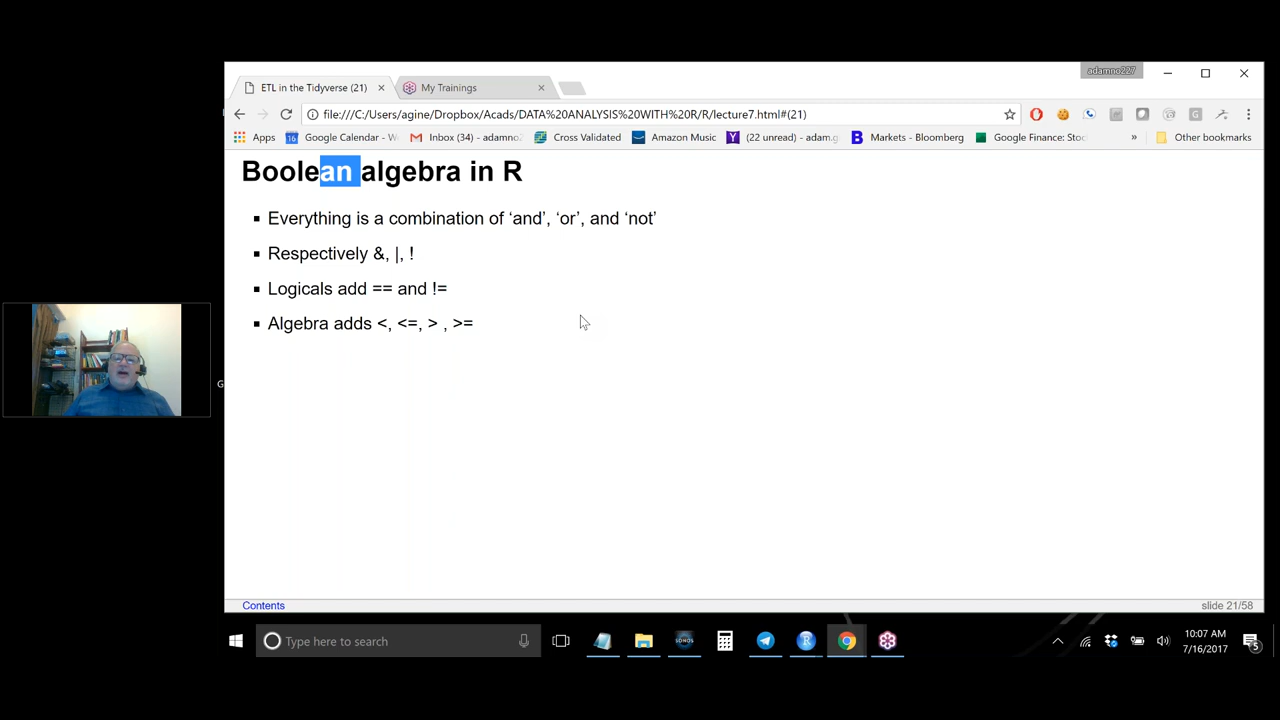 adamno227
ETL in the Tidyverse (21)
My Trainings
file:///C:/Users/agine/Dropbox/Acads/DATA%20ANALYSIS%20WITH%20R/R/lecture7.html#(21)
Apps
Google Calendar - W
Inbox (34) - adamno
Cross Validated
Amazon Music
(22 unread) - adam.g
Markets - Bloomberg
Google Finance: Stoc
»
Other bookmarks
Boolean algebra in R
▪ Everything is a combination of ‘and’, ‘or’, and ‘not’
▪ Respectively &, |, !
▪ Logicals add == and !=
▪ Algebra adds <, <=, > , >=
G
Contents
slide 21/58
Type here to search
SONOS
10:07 AM
7/16/2017
5